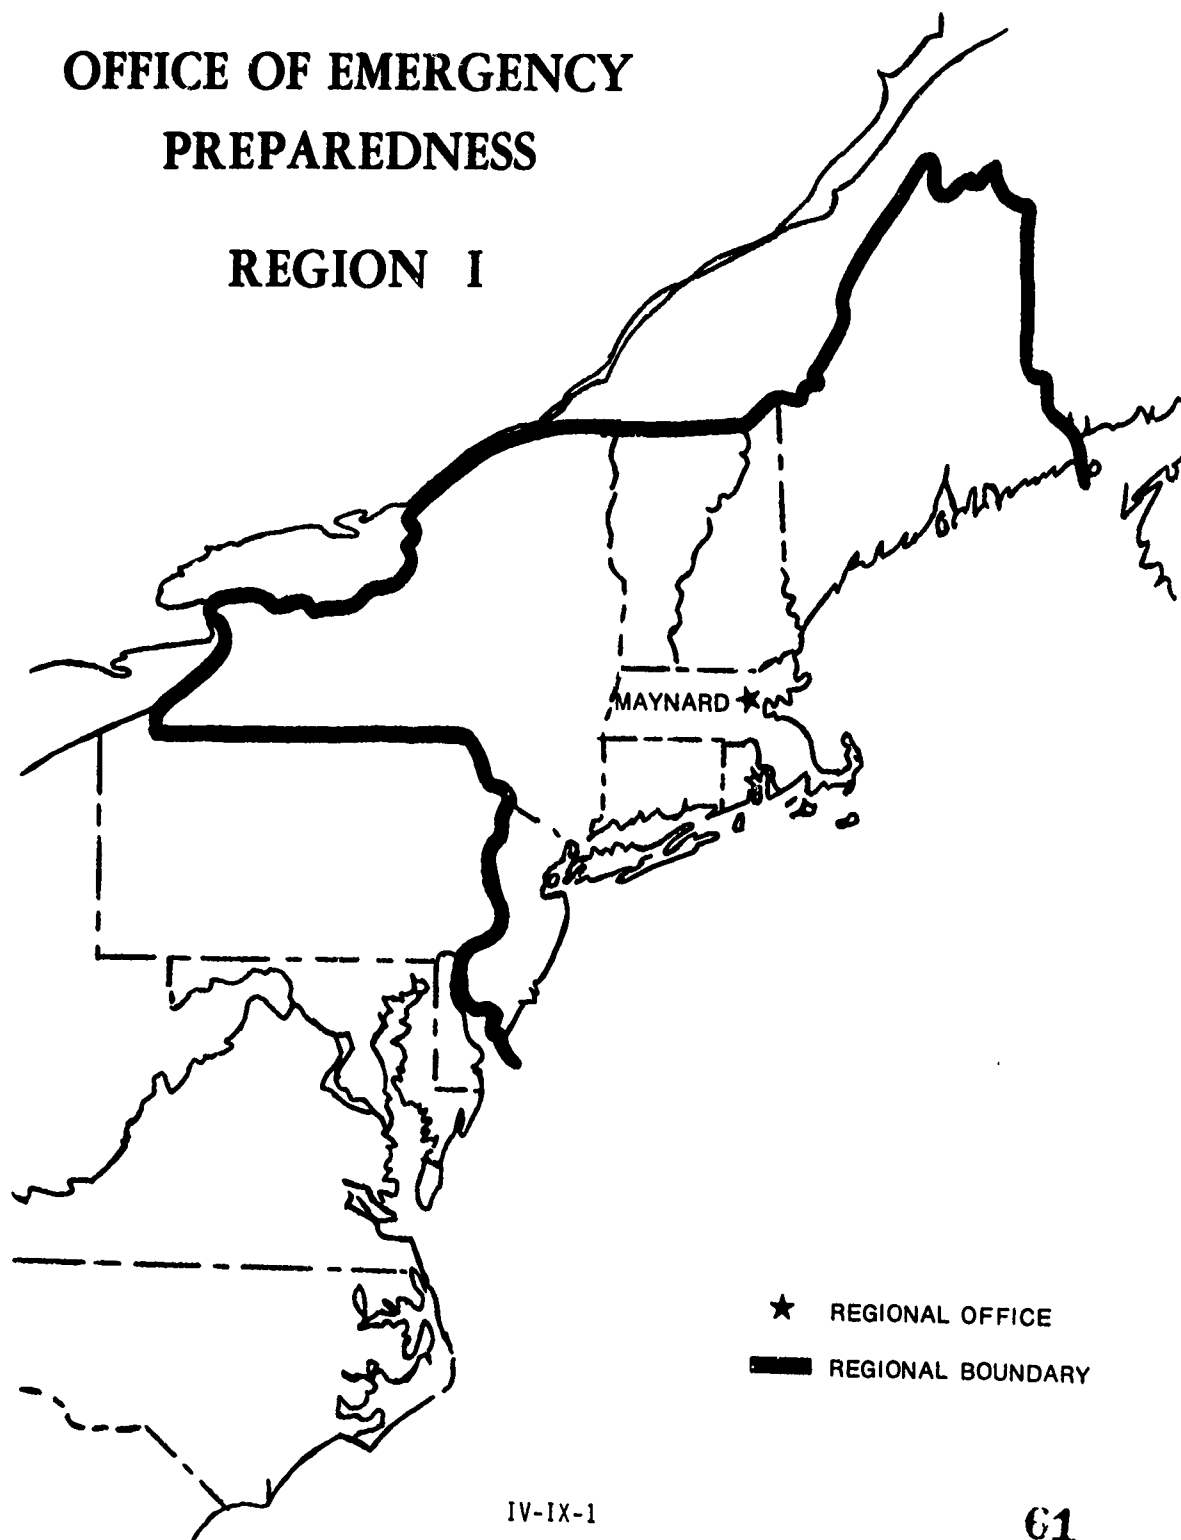 OFFICE OF EMERGENCY
PREPAREDNESS
REGION I
MAYNARD
REGIONAL OFFICE
REGIONAL BOUNDARY
IV-IX-1
61